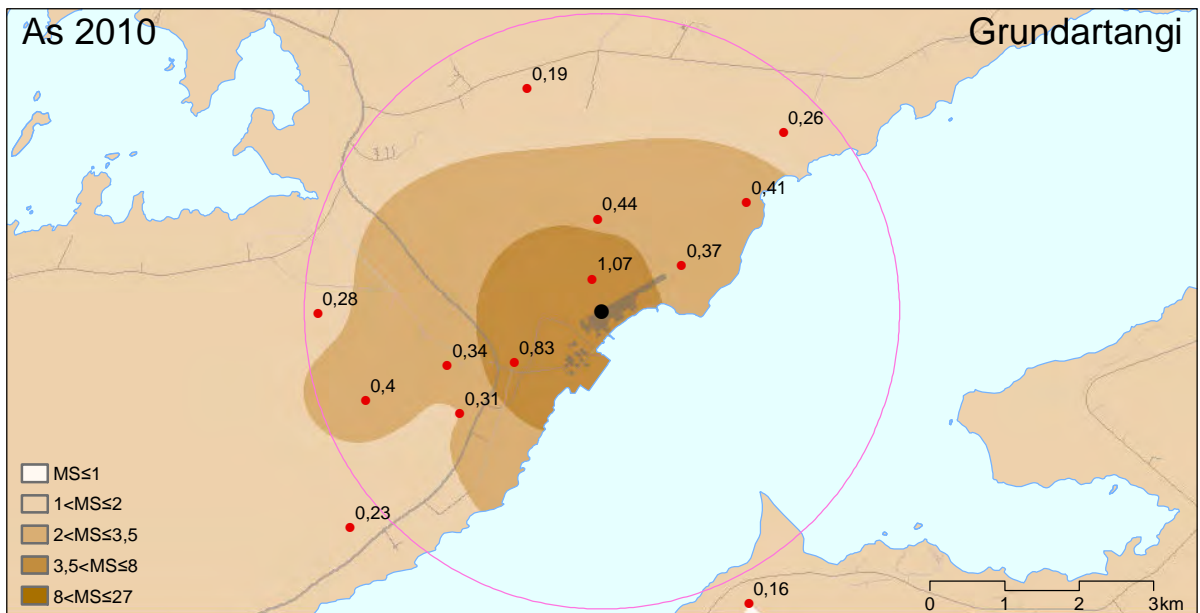 As 2010
Grundartangi
0,19
0,26
0,41
0,44
0,37
1,07
0,28
0,34
0,83
0,4
0,31
0,23
0,16
MS≤1
1<MS≤2
2<MS≤3,5
3,5<MS≤8
8<MS≤27
0 1 2 3 km